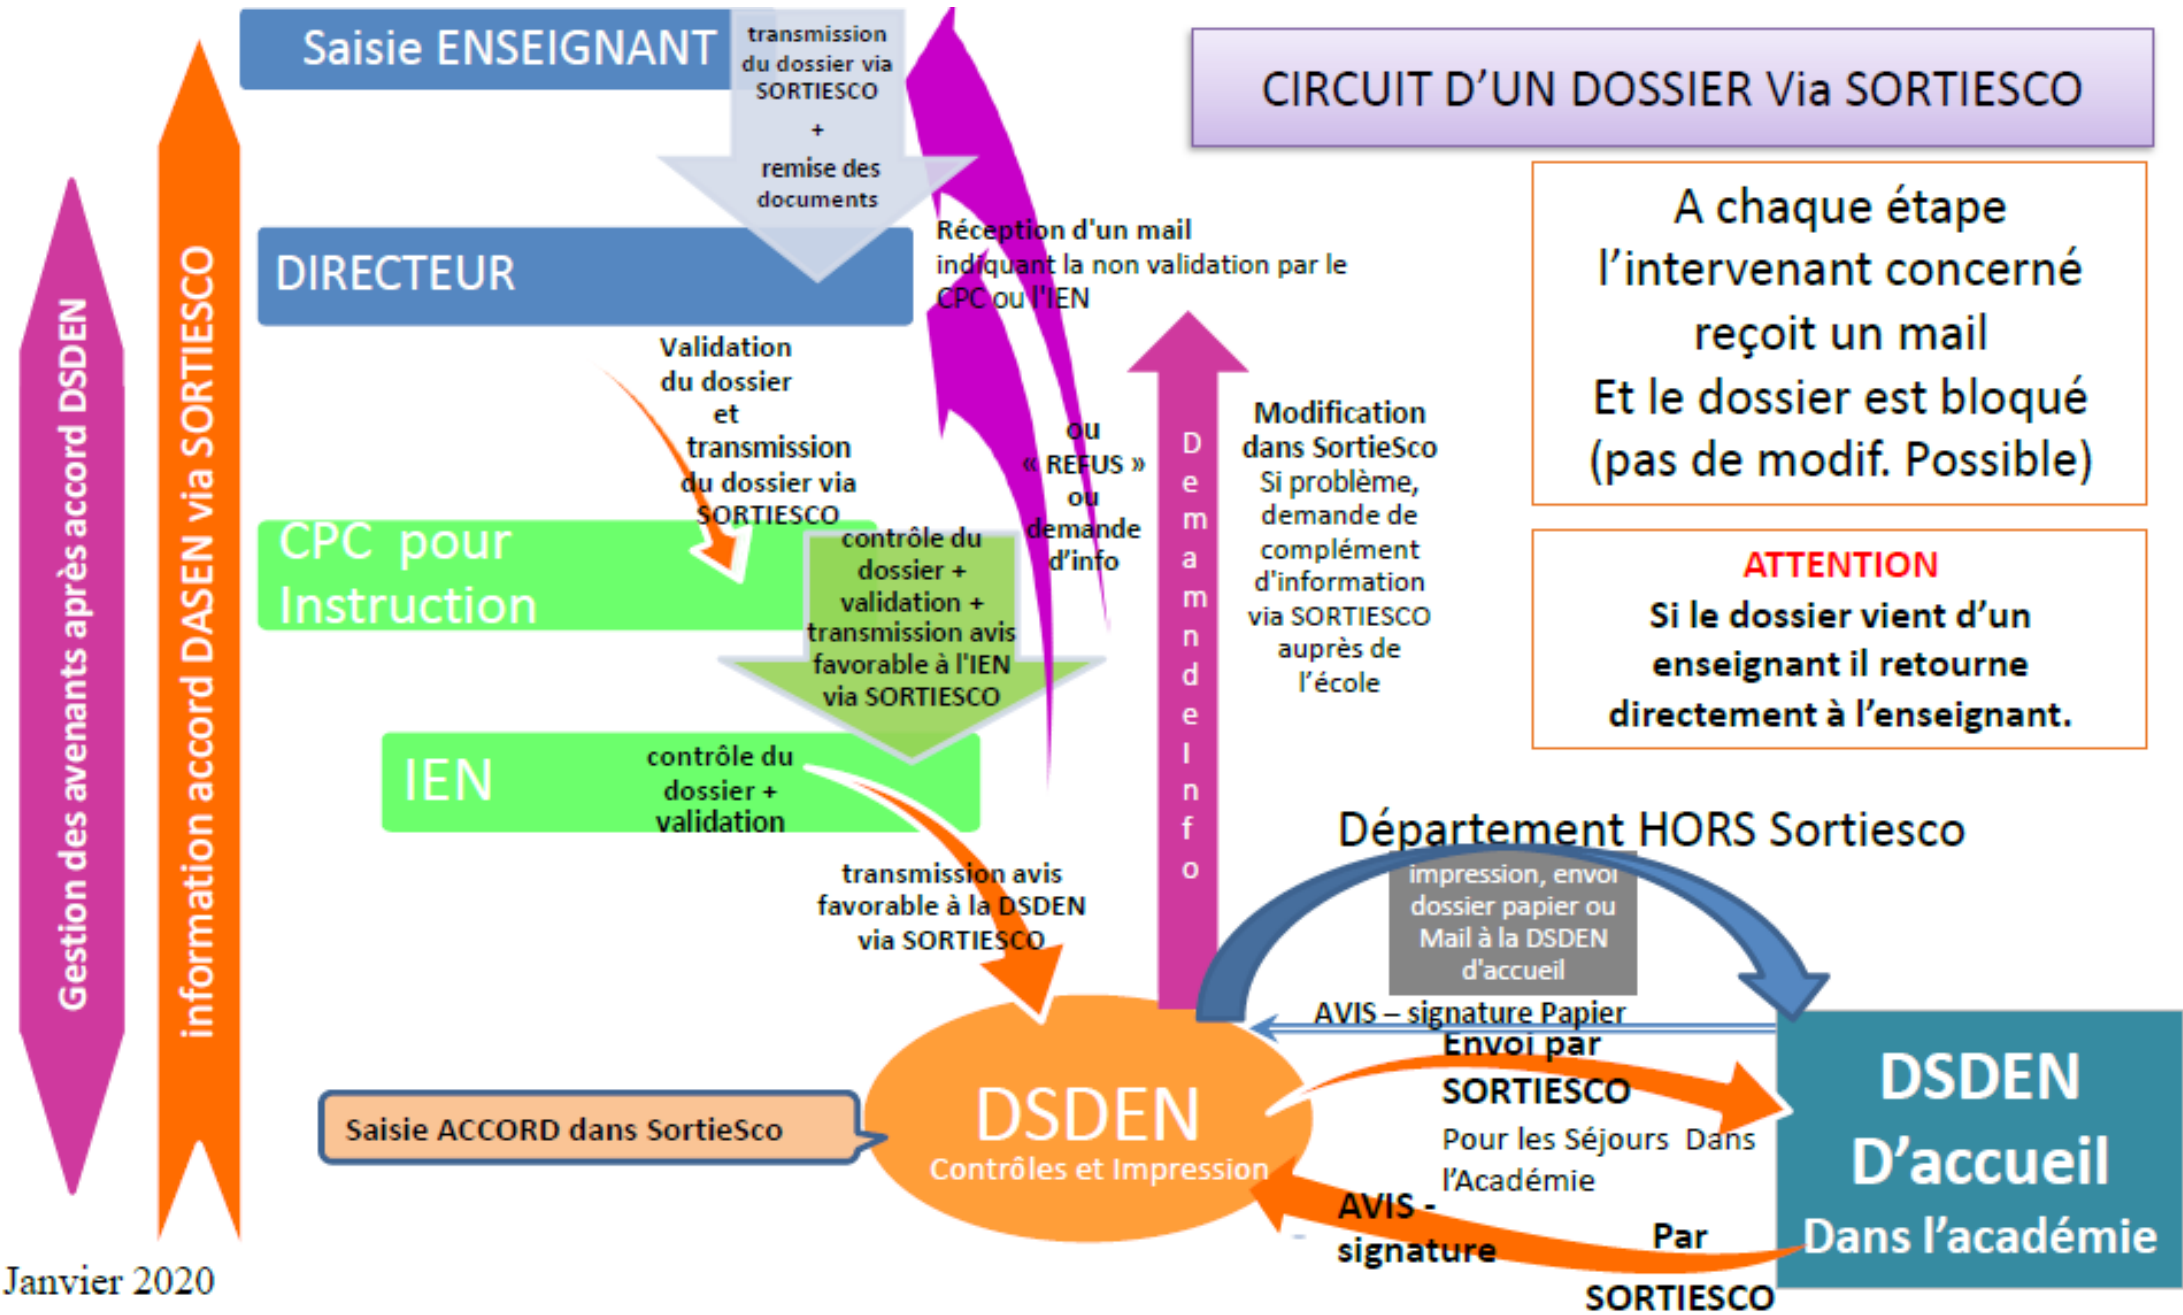 Saisie ENSEIGNANT
transmission
du dossier via
SORTIESCO
+
remise des
documents
CIRCUIT D’UN DOSSIER Via SORTIESCO
A chaque étape
l’intervenant concerné
reçoit un mail
Et le dossier est bloqué
(pas de modif. Possible)
ATTENTION
Si le dossier vient d’un
enseignant il retourne
directement à l’enseignant.
Gestion des avenants après accord DSDEN
information accord DASEN via SORTIESCO
DIRECTEUR
Réception d'un mail
indiquant la non validation par le
CPC ou l'IEN
Validation
du dossier
et
transmission
du dossier via
SORTIESCO
ou
« REFUS »
ou
demande
d’info
Demande Info
Modification
dans SortieSco
Si problème,
demande de
complément
d'information
via SORTIESCO
auprès de
l’école
CPC pour
Instruction
contrôle du
dossier +
validation +
transmission avis
favorable à l'IEN
via SORTIESCO
IEN
contrôle du
dossier +
validation
transmission avis
favorable à la DSDEN
via SORTIESCO
Département HORS Sortiesco
impression, envoi
dossier papier ou
Mail à la DSDEN
d'accueil
AVIS – signature Papier
Envoi par
SORTIESCO
Pour les Séjours Dans
l’Académie
AVIS -
signature
Par
SORTIESCO
DSDEN
D’accueil
Dans l’académie
DSDEN
Contrôles et Impression
Saisie ACCORD dans SortieSco
Janvier 2020